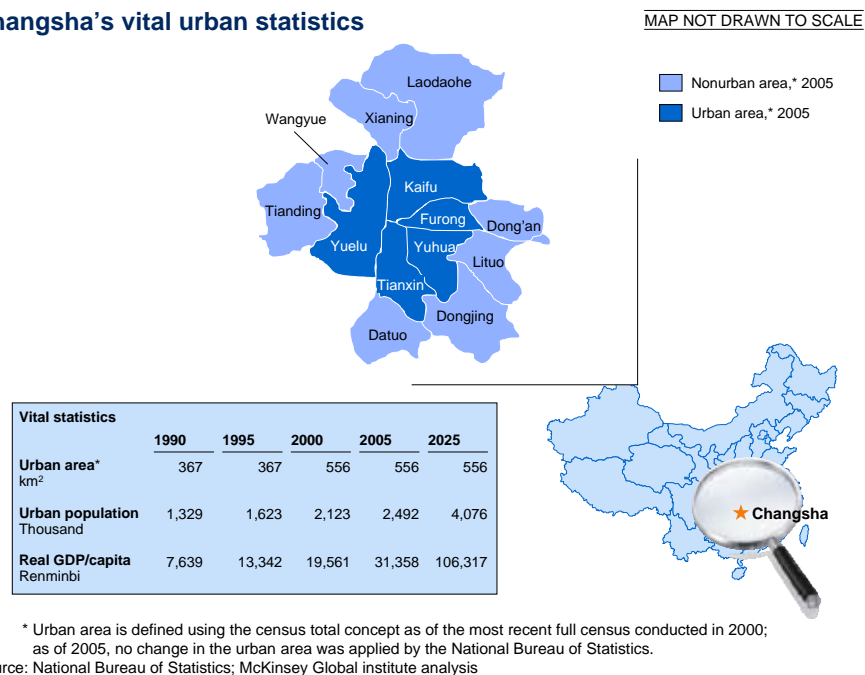 hangsha's vital urban statistics
MAP NOT DRAWN TO SCALE
Nonurban area,* 2005
Urban area,* 2005
Laodaohe
Xianing
Wangyue
Kaifu
Tianding
Furong
Dong'an
Yuelu
Yuhua
Lituo
Tianxin
Dongjing
Datuo
Vital statistics
1990 1995 2000 2005 2025
Urban area* 367 367 556 556 556
km²
Urban population 1,329 1,623 2,123 2,492 4,076
Thousand
Real GDP/capita 7,639 13,342 19,561 31,358 106,317
Renminbi
Changsha
* Urban area is defined using the census total concept as of the most recent full census conducted in 2000;
as of 2005, no change in the urban area was applied by the National Bureau of Statistics.
urce: National Bureau of Statistics; McKinsey Global institute analysis